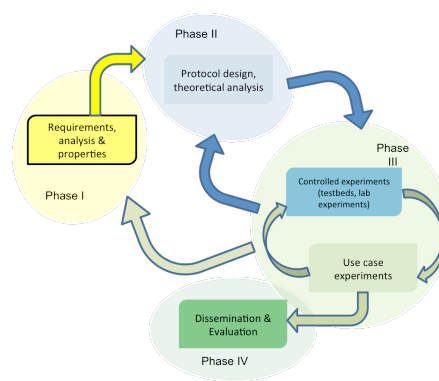 Phase II
Protocol design,
theoretical analysis
Requirements,
analysis &
properties
Phase I
Phase
III
Controlled experiments
(testbeds, lab
experiments)
Use case
experiments
Dissemination &
Evaluation
Phase IV